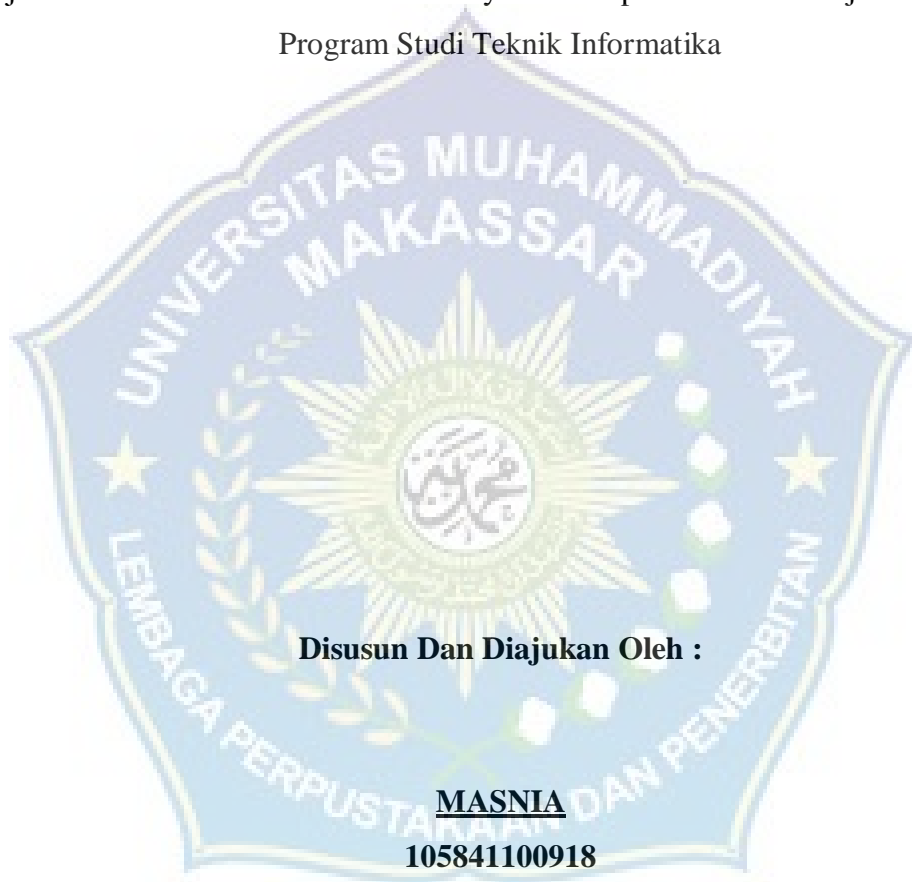 Program Studi Teknik Informatika
UNIVERSITAS MUHAMMADIYAH
MAKASSAR
Disusun Dan Diajukan Oleh :
MASNIA
105841100918
LEMBAGA PERPUSTAKAAN DAN PENERBITAN